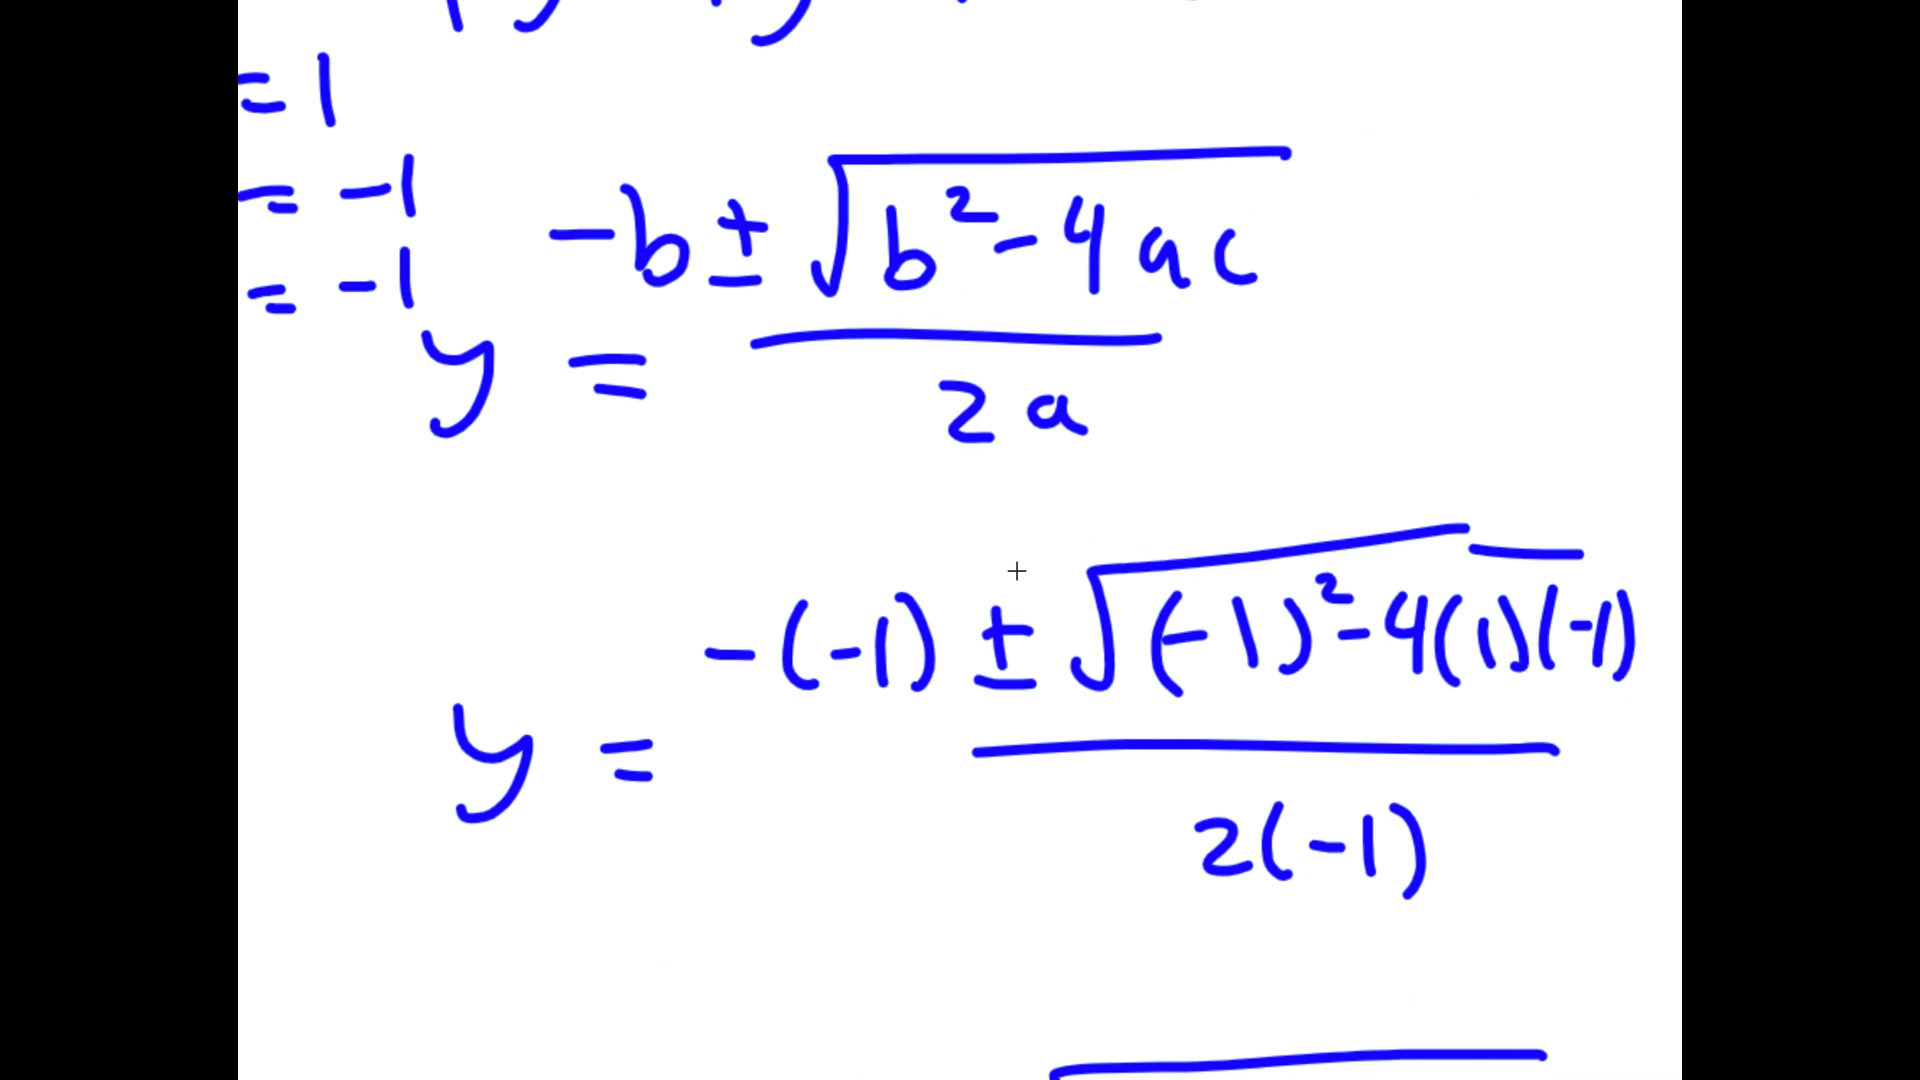 = 1
= -1
= -1
y = -b ± √(b² - 4ac) / 2a
y = -(-1) ± √((-1)² - 4(1)(-1)) / 2(-1)